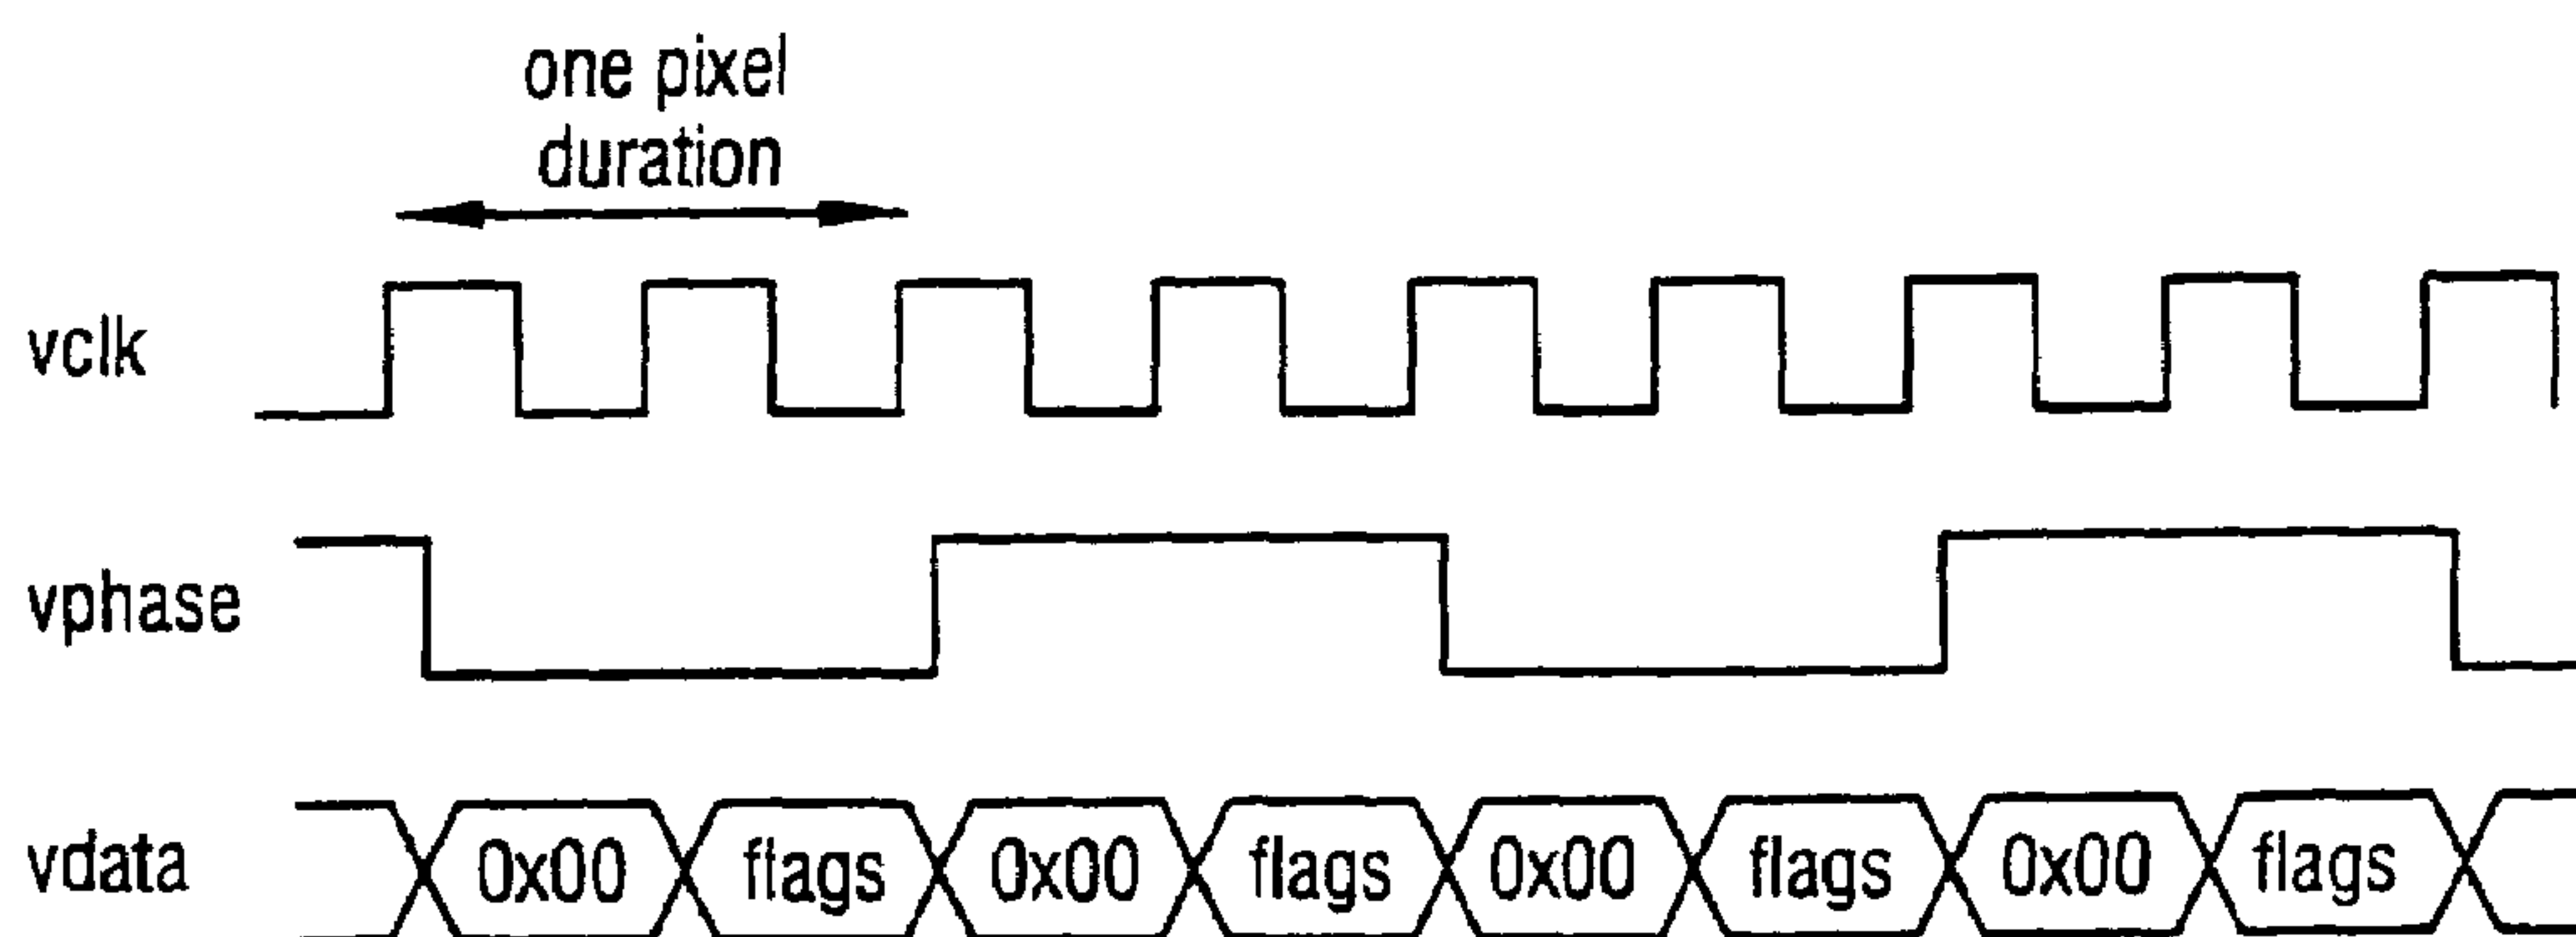 one pixel
duration
vclk
vphase
vdata 0x00 flags 0x00 flags 0x00 flags 0x00 flags